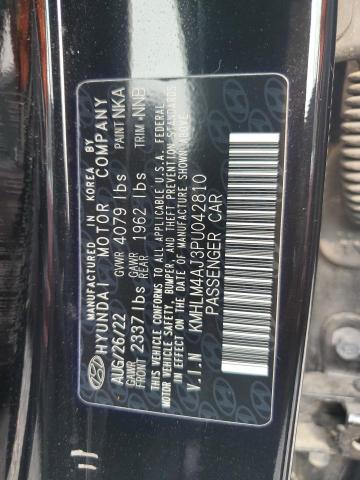 MANUFACTURED IN KOREA BY
HYUNDAI MOTOR COMPANY
AUG/26/22 GVWR 4079 lbs PAINT NKA
GAWR FRONT 2337 lbs GAWR REAR 1962 lbs TRIM NNB
THIS VEHICLE CONFORMS TO ALL APPLICABLE U.S.A. FEDERAL
MOTOR VEHICLE SAFETY, BUMPER, AND THEFT PREVENTION STANDARDS
IN EFFECT ON THE DATE OF MANUFACTURE SHOWN ABOVE
V.I.N KMHLM4AJ3PU042810
PASSENGER CAR